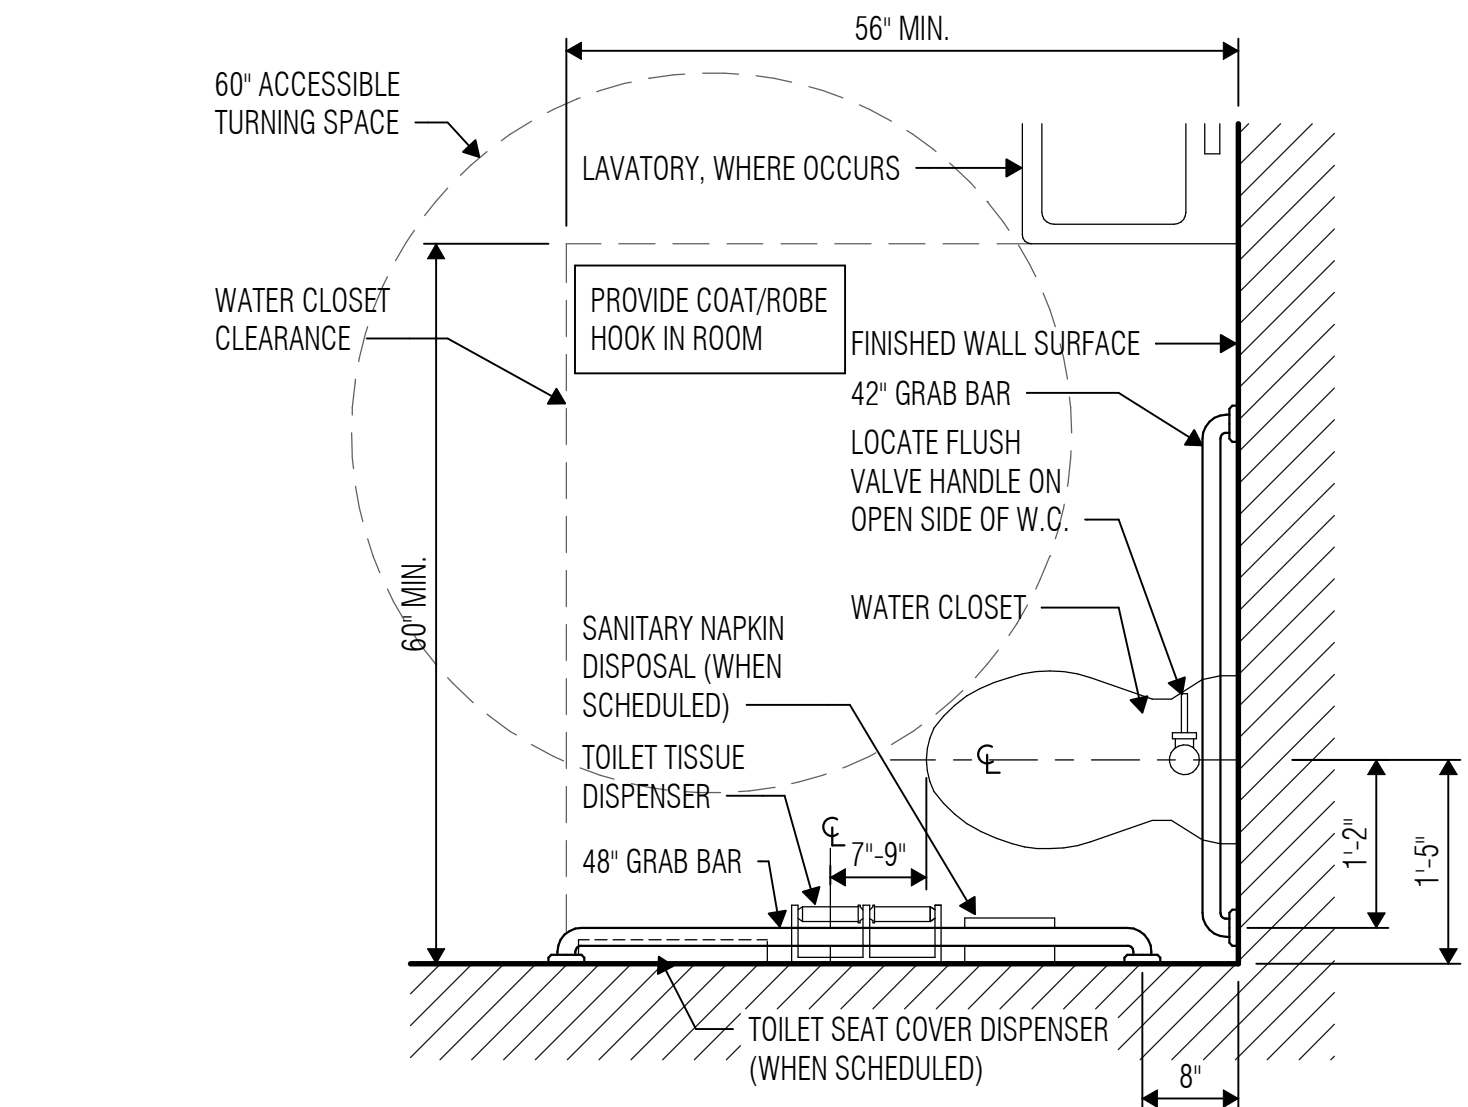 56" MIN.
60" ACCESSIBLE
TURNING SPACE
LAVATORY, WHERE OCCURS
WATER CLOSET
CLEARANCE
PROVIDE COAT/ROBE
HOOK IN ROOM
FINISHED WALL SURFACE
42" GRAB BAR
LOCATE FLUSH
VALVE HANDLE ON
OPEN SIDE OF W.C.
60" MIN.
WATER CLOSET
SANITARY NAPKIN
DISPOSAL (WHEN
SCHEDULED)
℄
TOILET TISSUE
DISPENSER
℄
7"-9"
48" GRAB BAR
1'-2"
1'-5"
TOILET SEAT COVER DISPENSER
(WHEN SCHEDULED)
8"